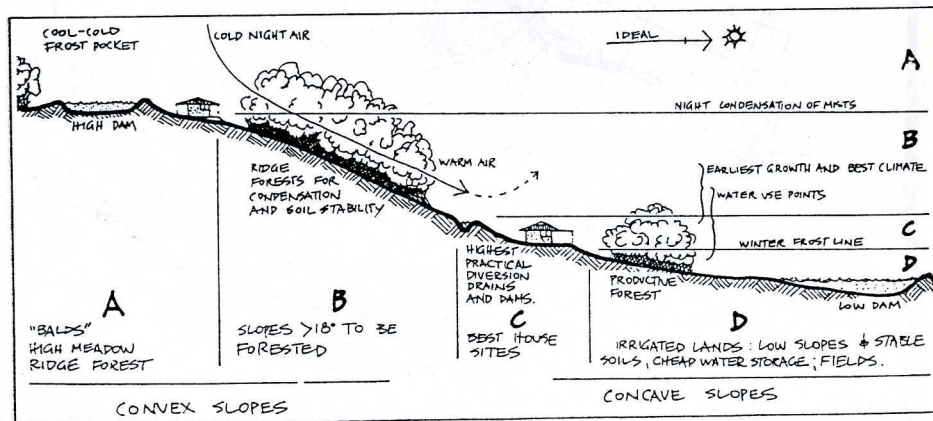 COOL-COLD
FROST POCKET
COLD NIGHT AIR
IDEAL
A
NIGHT CONDENSATION OF MISTS
HIGH DAM
B
WARM AIR
EARLIEST GROWTH AND BEST CLIMATE
WATER USE POINTS
RIDGE
FORESTS FOR
CONDENSATION
AND SOIL STABILITY
C
WINTER FROST LINE
D
HIGHEST
PRACTICAL
DIVERSION
DRAINS
AND DAMS.
PRODUCTIVE
FOREST
LOW DAM
A
"BALDS"
HIGH MEADOW
RIDGE FOREST
B
SLOPES >18° TO BE
FORESTED
C
BEST HOUSE
SITES
D
IRRIGATED LANDS: LOW SLOPES & STABLE
SOILS, CHEAP WATER STORAGE; FIELDS.
CONVEX SLOPES
CONCAVE SLOPES